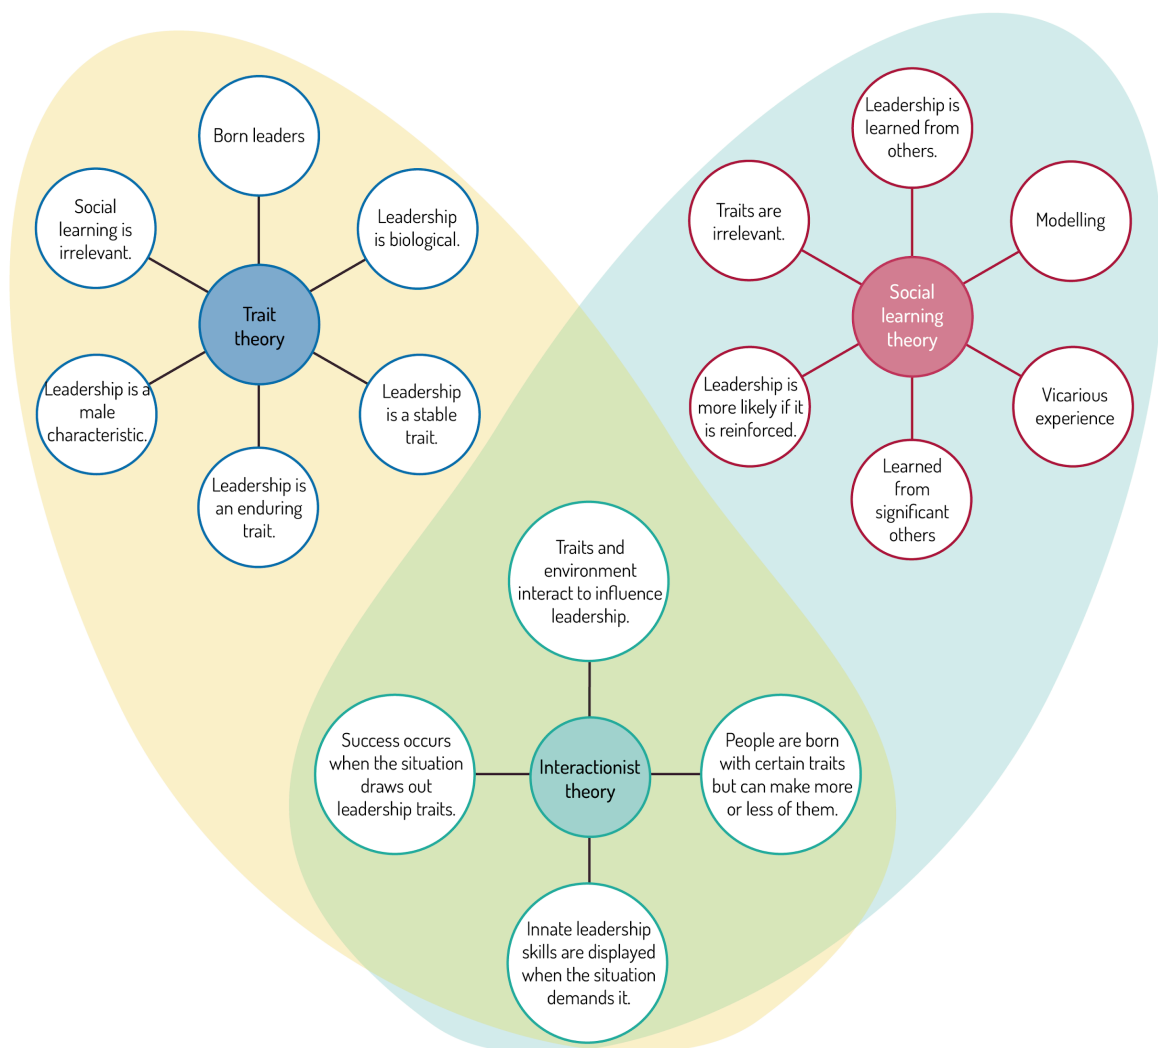 Born leaders
Social
learning is
irrelevant.
Leadership
is biological.
Trait
theory
Leadership is a
male
characteristic.
Leadership
is a stable
trait.
Leadership is
an enduring
trait.
Leadership is
learned from
others.
Traits are
irrelevant.
Modelling
Social
learning
theory
Leadership is
more likely if it
is reinforced.
Vicarious
experience
Learned
from
significant
others
Traits and
environment
interact to influence
leadership.
Success occurs
when the situation
draws out
leadership traits.
Interactionist
theory
People are born
with certain traits
but can make more
or less of them.
Innate leadership
skills are displayed
when the situation
demands it.